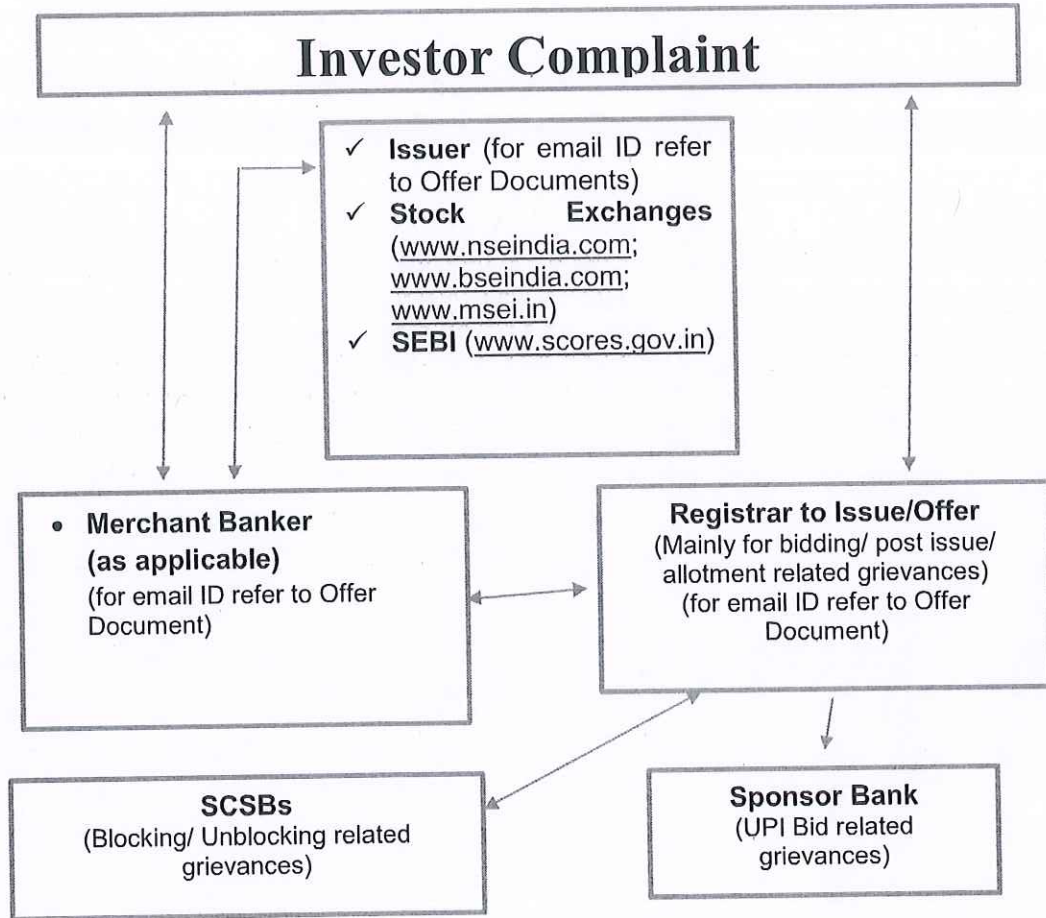 Investor Complaint
✓ Issuer (for email ID refer
to Offer Documents)
✓ Stock Exchanges
(www.nseindia.com;
www.bseindia.com;
www.msei.in)
✓ SEBI (www.scores.gov.in)
• Merchant Banker
(as applicable)
(for email ID refer to Offer
Document)
Registrar to Issue/Offer
(Mainly for bidding/ post issue/
allotment related grievances)
(for email ID refer to Offer
Document)
SCSBs
(Blocking/ Unblocking related
grievances)
Sponsor Bank
(UPI Bid related
grievances)